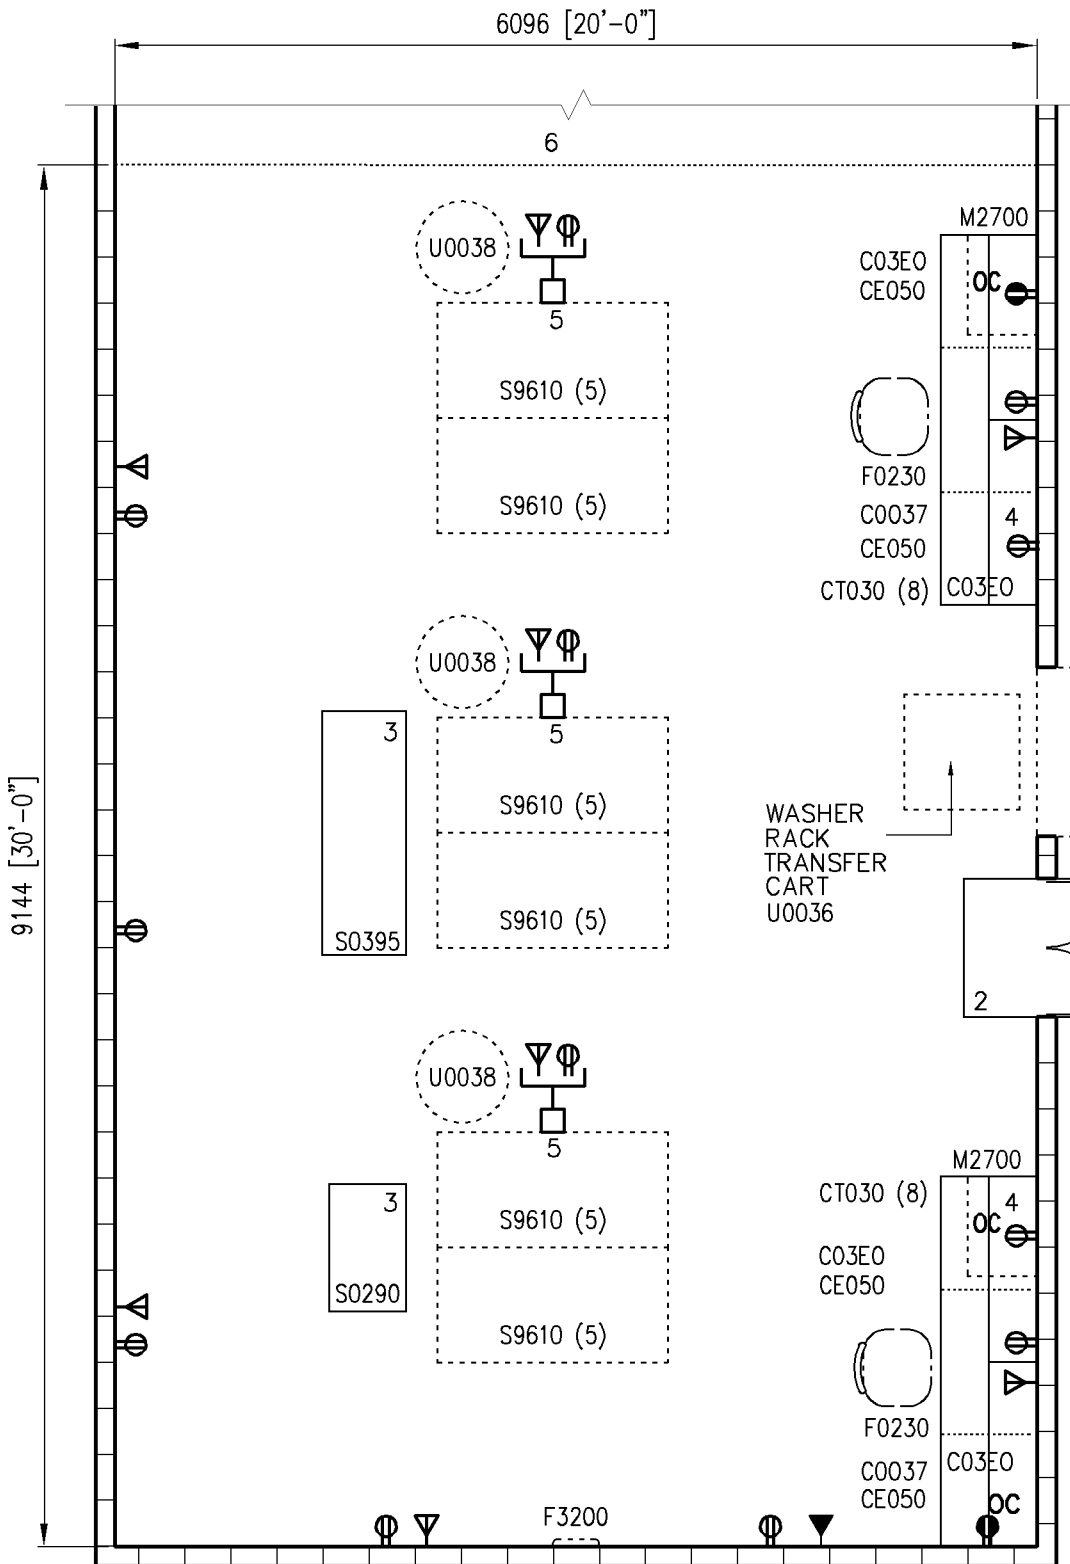 6096 [20'-0"]
6
M2700
U0038
C03E0
CE050
OC
5
S9610 (5)
F0230
S9610 (5)
C0037
4
CE050
CT030 (8)
C03E0
U0038
5
3
9144 [30'-0"]
S9610 (5)
WASHER
RACK
TRANSFER
CART
U0036
S9610 (5)
S0395
2
U0038
5
M2700
CT030 (8)
4
3
S9610 (5)
OC
C03E0
CE050
S0290
S9610 (5)
F0230
C03E0
C0037
CE050
OC
F3200